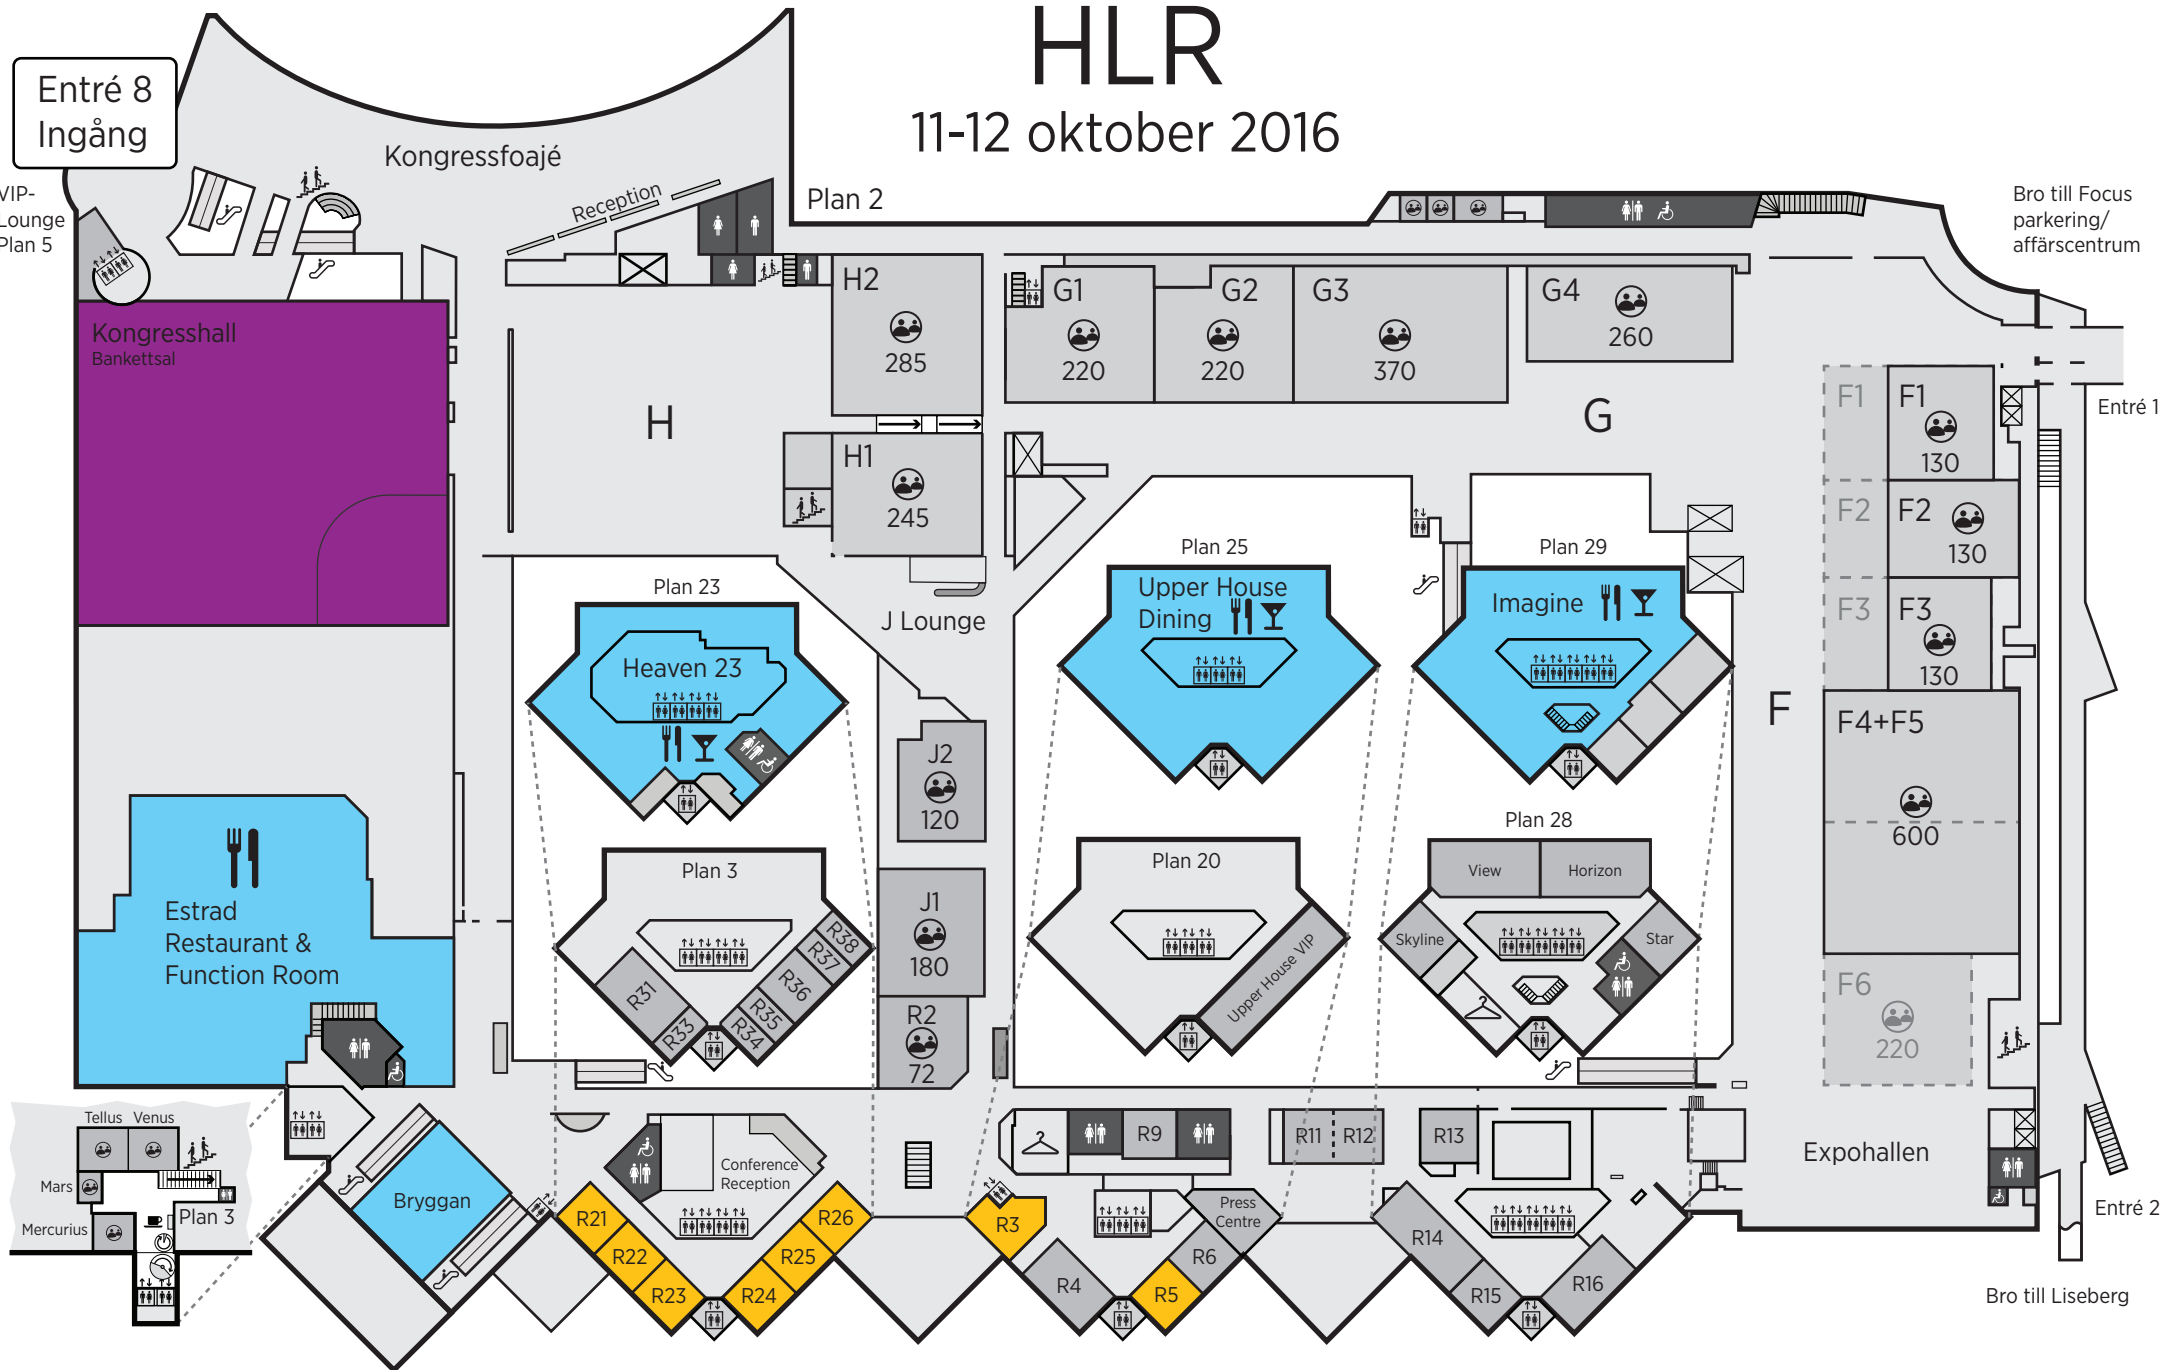 HLR
11-12 oktober 2016
Entré 8
Ingång
Kongressfoajé
VIP-
Lounge
Plan 5
Reception
Plan 2
Bro till Focus
parkering/
affärscentrum
Kongresshall
Bankettsal
H
H2
285
H1
245
G1
220
G2
220
G3
370
G4
260
G
F1
F1
130
Entré 1
F2
F2
130
F3
F3
130
F
F4+F5
600
F6
220
Plan 23
Heaven 23
J Lounge
Plan 25
Upper House
Dining
Plan 29
Imagine
J2
120
J1
180
R2
72
Estrad
Restaurant &
Function Room
Plan 3
R31
R33
R34
R35
R36
R37
R38
Plan 20
Upper House VIP
Plan 28
View
Horizon
Skyline
Star
Tellus
Venus
Mars
Mercurius
Plan 3
Bryggan
Conference
Reception
R21
R22
R23
R24
R25
R26
R3
R4
R5
R6
Press
Centre
R9
R11
R12
R13
R14
R15
R16
Expohallen
Entré 2
Bro till Liseberg